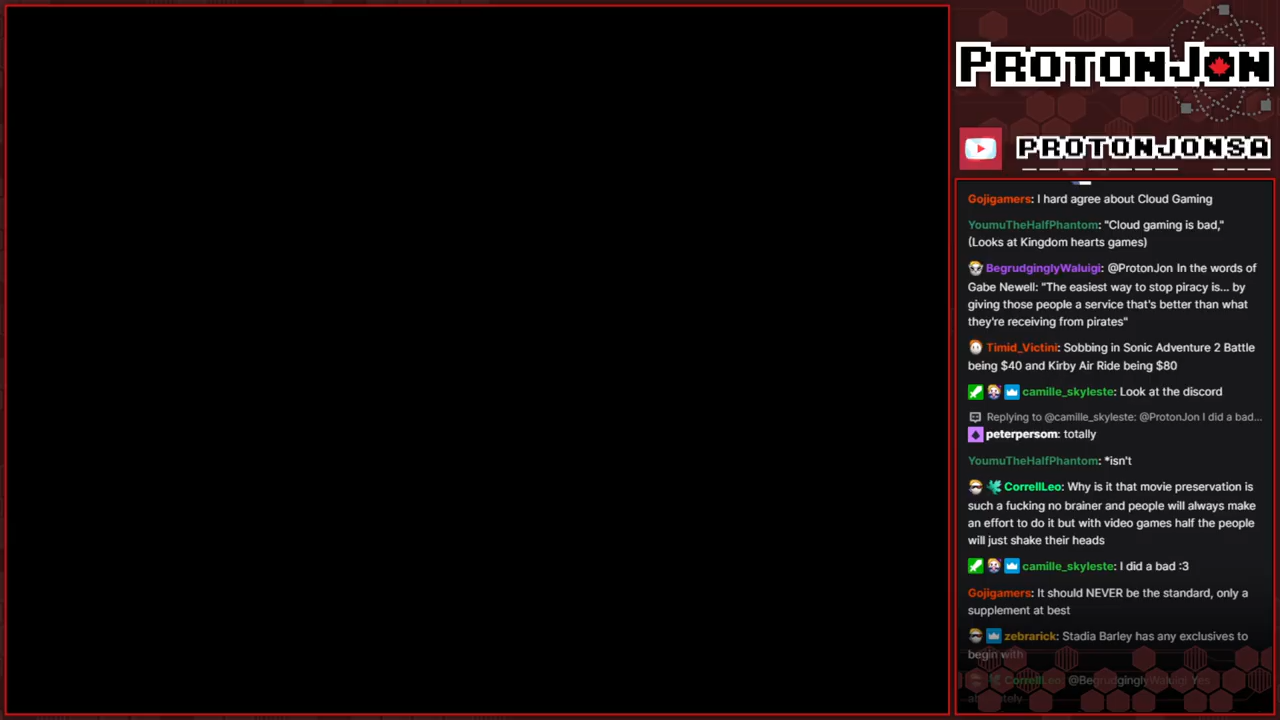 PROTONJON
PROTONJONSA
Gojigamers: I hard agree about Cloud Gaming
YoumuTheHalfPhantom: "Cloud gaming is bad,"
(Looks at Kingdom hearts games)
BegrudginglyWaluigi: @ProtonJon In the words of
Gabe Newell: "The easiest way to stop piracy is... by
giving those people a service that's better than what
they're receiving from pirates"
Timid_Victini: Sobbing in Sonic Adventure 2 Battle
being $40 and Kirby Air Ride being $80
camille_skyleste: Look at the discord
Replying to @camille_skyleste: @ProtonJon I did a bad...
peterpersom: totally
YoumuTheHalfPhantom: *isn't
CorrellLeo: Why is it that movie preservation is
such a fucking no brainer and people will always make
an effort to do it but with video games half the people
will just shake their heads
camille_skyleste: I did a bad :3
Gojigamers: It should NEVER be the standard, only a
supplement at best
zebrarick: Stadia Barley has any exclusives to
begin with
CorrellLeo: @BegrudginglyWaluigi Yes